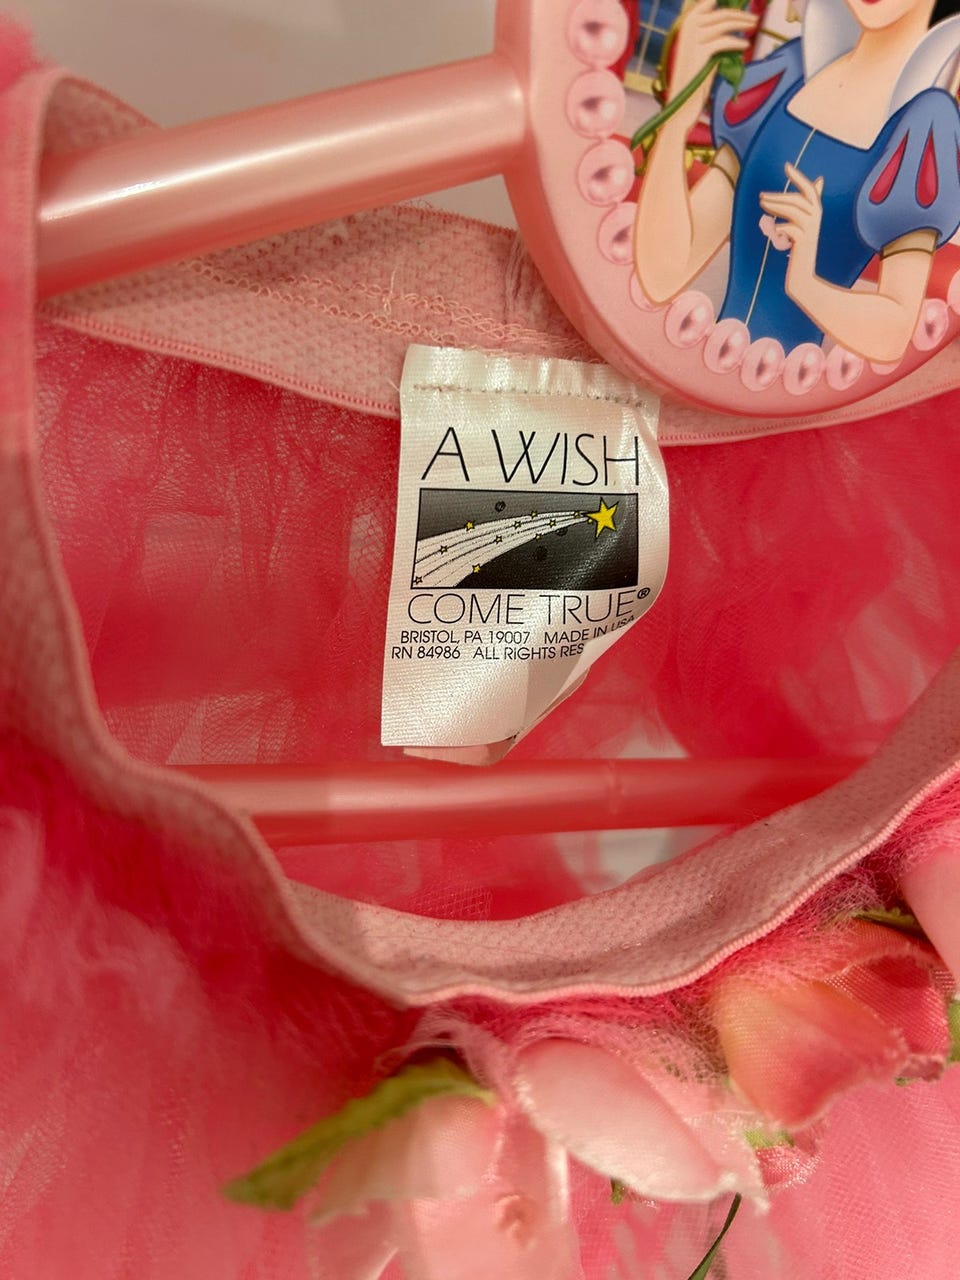 A WISH
COME TRUE®
BRISTOL, PA 19007 MADE IN USA
RN 84986 ALL RIGHTS RES